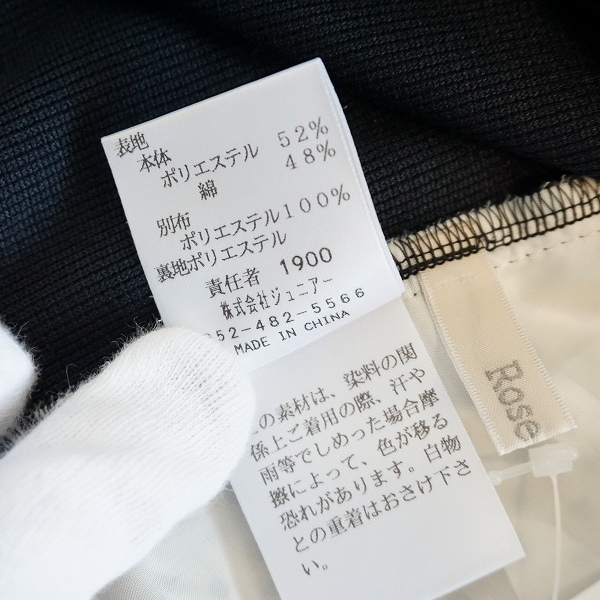 表地
本体
ポリエステル 52%
綿 48%
別布
ポリエステル100%
裏地ポリエステル
責任者 1900
株式会社ジュニアー
052-482-5566
MADE IN CHINA
の素材は、染料の関
係上ご着用の際、汗や
雨等でしめった場合摩
擦によって、色が移る
恐れがあります。白物
との重着はおさけ下さ
い。
Rose